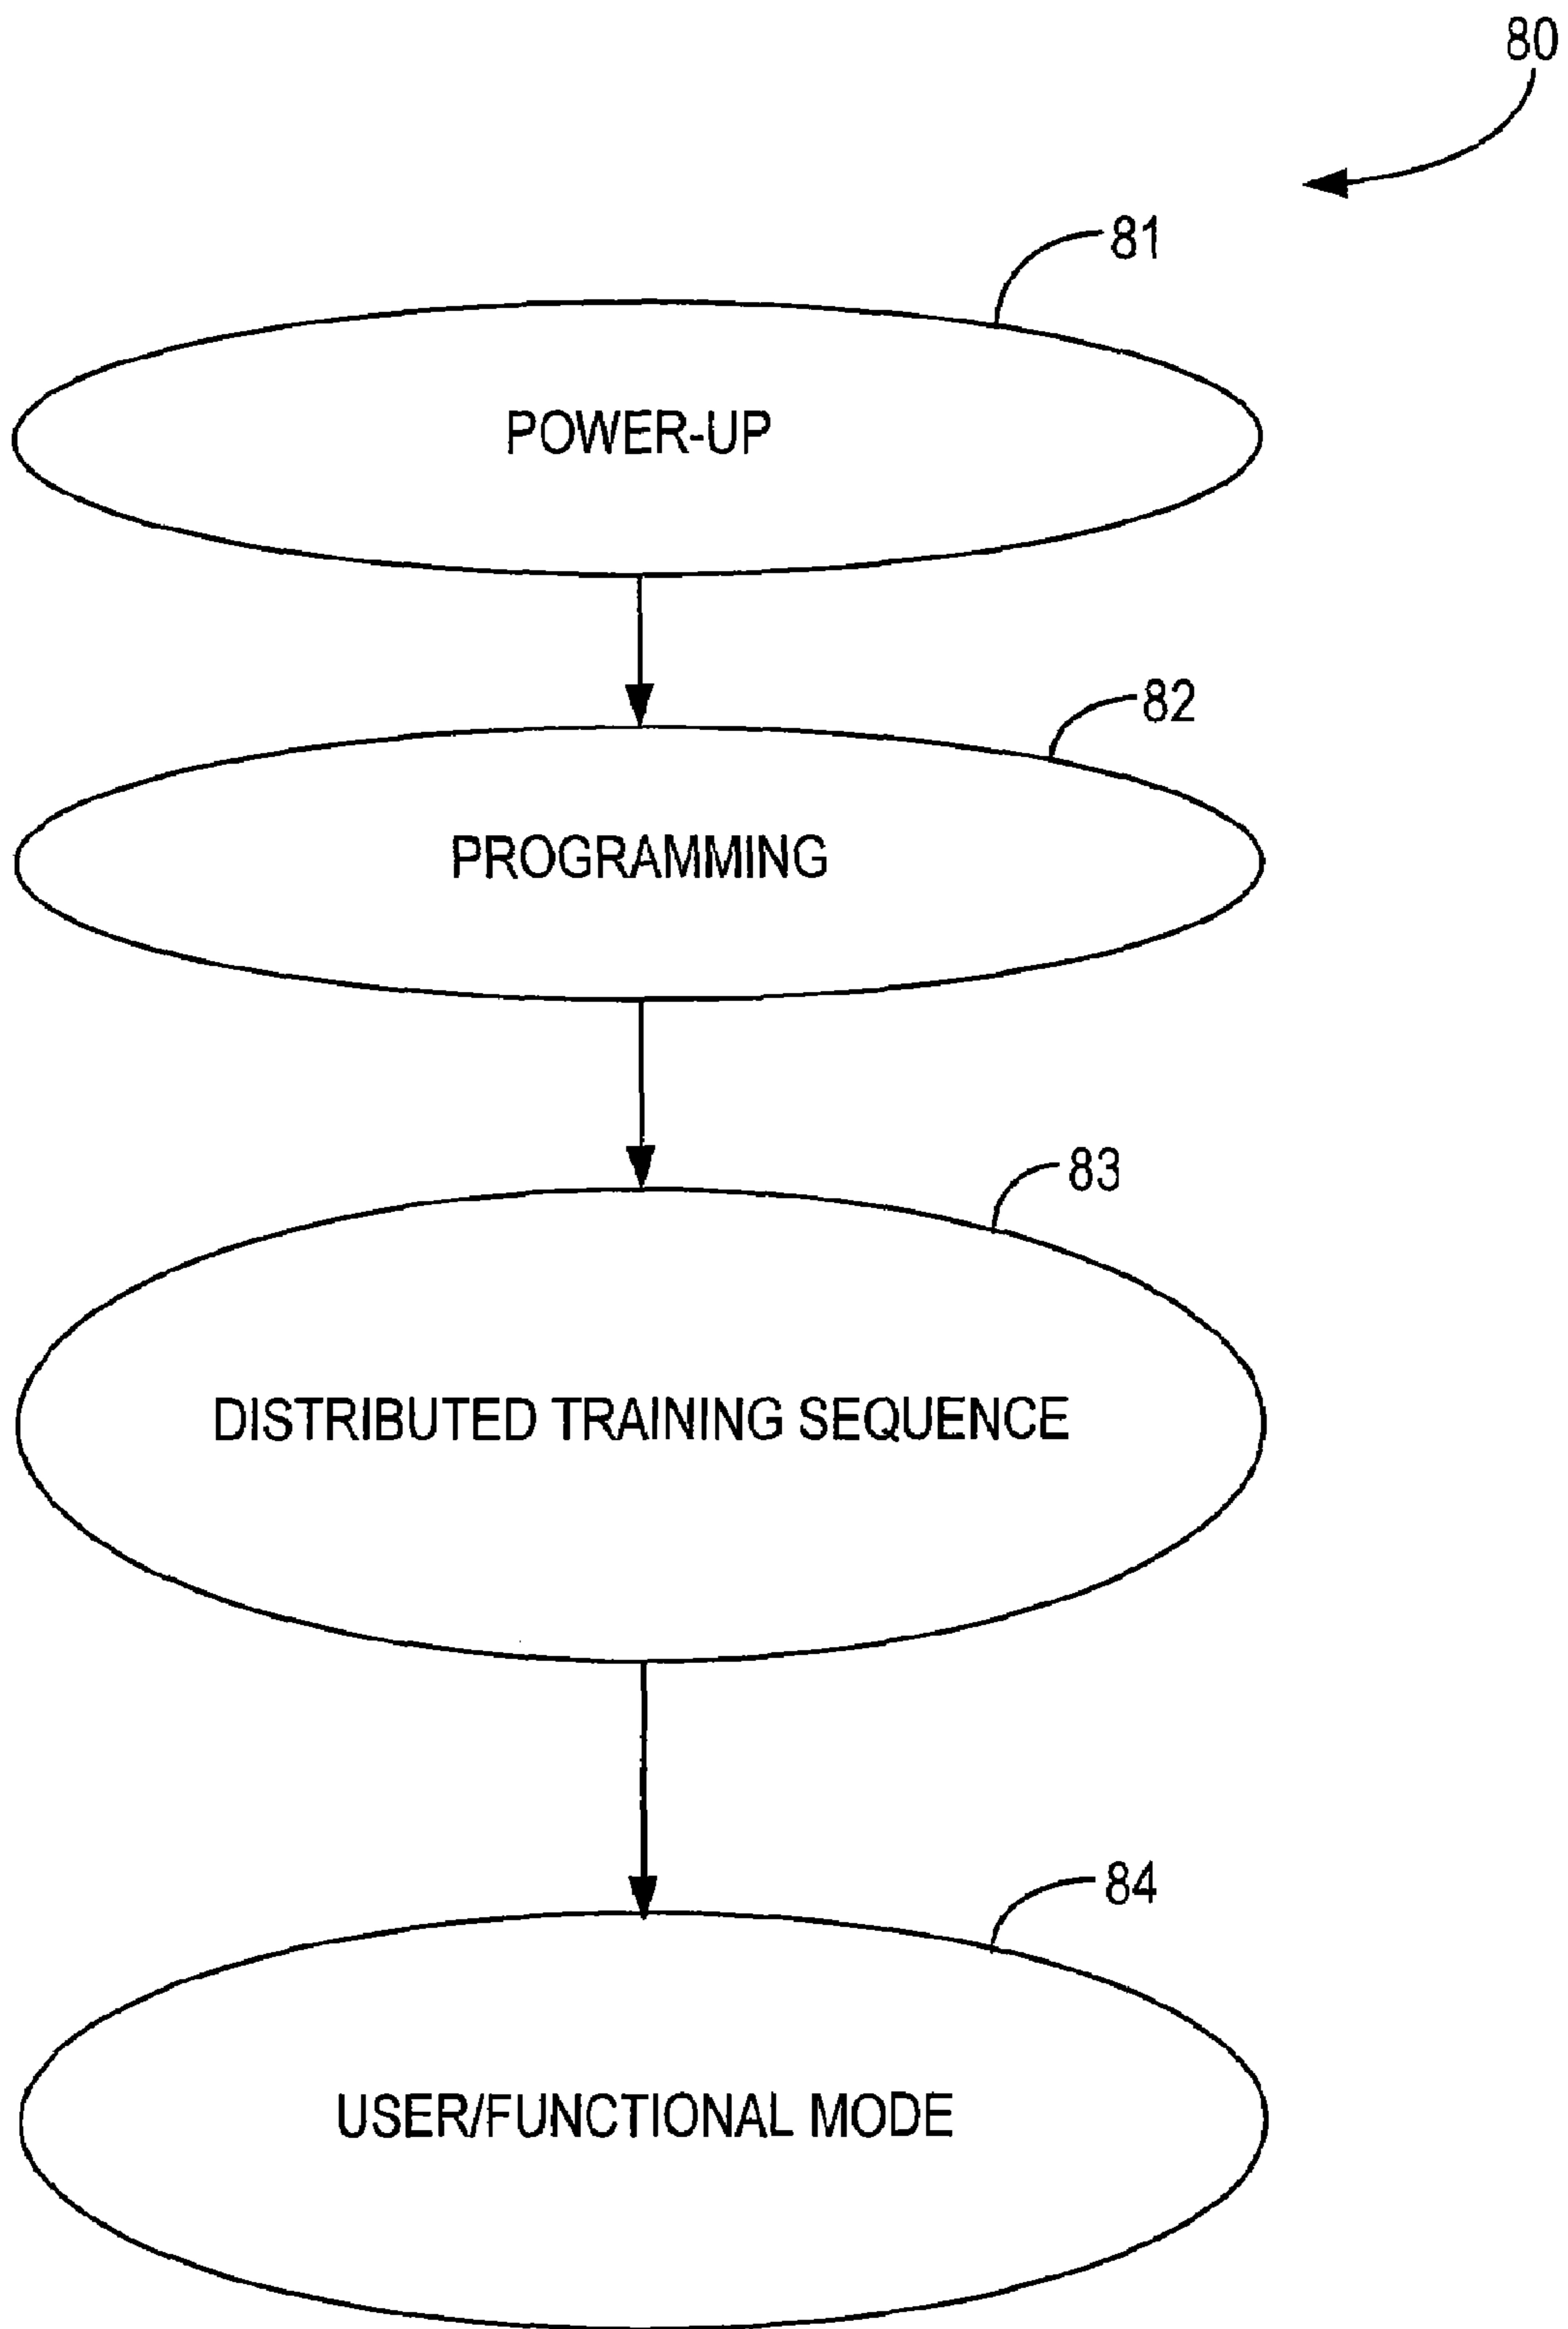 80
81
POWER-UP
82
PROGRAMMING
83
DISTRIBUTED TRAINING SEQUENCE
84
USER/FUNCTIONAL MODE